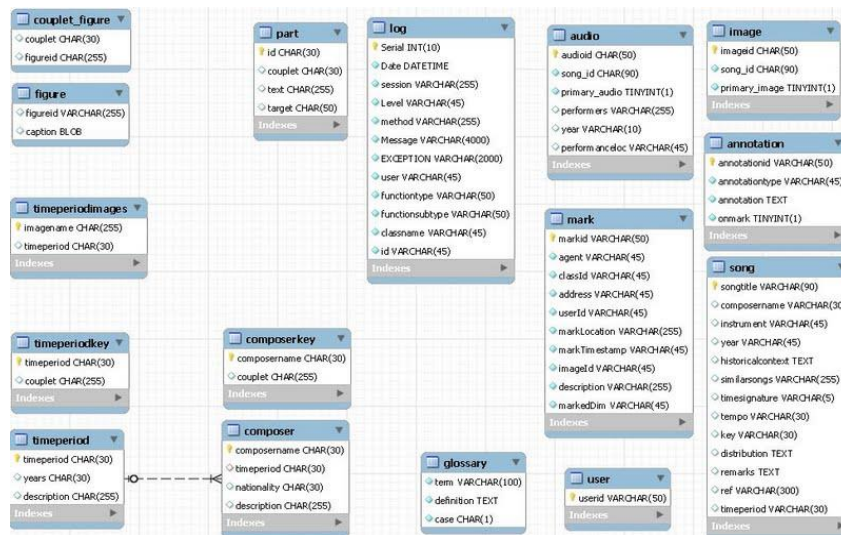 couplet_figure
couplet CHAR(30)
figureid CHAR(255)
figure
figureid VARCHAR(255)
caption BLOB
timeperiodimages
imagename CHAR(255)
timeperiod CHAR(30)
Indexes
timeperiodkey
timeperiod CHAR(30)
couplet CHAR(255)
Indexes
timeperiod
timeperiod CHAR(30)
years CHAR(30)
description CHAR(255)
Indexes
part
id CHAR(30)
couplet CHAR(30)
text CHAR(255)
target CHAR(50)
Indexes
composerkey
composername CHAR(30)
couplet CHAR(255)
Indexes
composer
composername CHAR(30)
timeperiod CHAR(30)
nationality CHAR(30)
description CHAR(255)
Indexes
log
Serial INT(10)
Date DATETIME
session VARCHAR(255)
Level VARCHAR(45)
method VARCHAR(255)
Message VARCHAR(4000)
EXCEPTION VARCHAR(2000)
user VARCHAR(45)
functiontype VARCHAR(50)
functionsubtype VARCHAR(50)
classname VARCHAR(45)
id VARCHAR(45)
Indexes
glossary
term VARCHAR(100)
definition TEXT
case CHAR(1)
audio
audioid CHAR(50)
song_id CHAR(90)
primary_audio TINYINT(1)
performers VARCHAR(255)
year VARCHAR(10)
performanceloc VARCHAR(45)
Indexes
mark
markid VARCHAR(50)
agent VARCHAR(45)
classId VARCHAR(45)
address VARCHAR(45)
userId VARCHAR(45)
markLocation VARCHAR(255)
markTimestamp VARCHAR(45)
imageId VARCHAR(45)
description VARCHAR(255)
markedDim VARCHAR(45)
Indexes
user
userid VARCHAR(50)
Indexes
image
imageid CHAR(50)
song_id CHAR(90)
primary_image TINYINT(1)
Indexes
annotation
annotationid VARCHAR(50)
annotationtype VARCHAR(45)
annotation TEXT
onmark TINYINT(1)
Indexes
song
songtitle VARCHAR(90)
composername VARCHAR(30
instrument VARCHAR(45)
year VARCHAR(45)
historicalcontext TEXT
similarsongs VARCHAR(255)
timesignature VARCHAR(5)
tempo VARCHAR(30)
key VARCHAR(30)
distribution TEXT
remarks TEXT
ref VARCHAR(300)
timeperiod VARCHAR(30)
Indexes